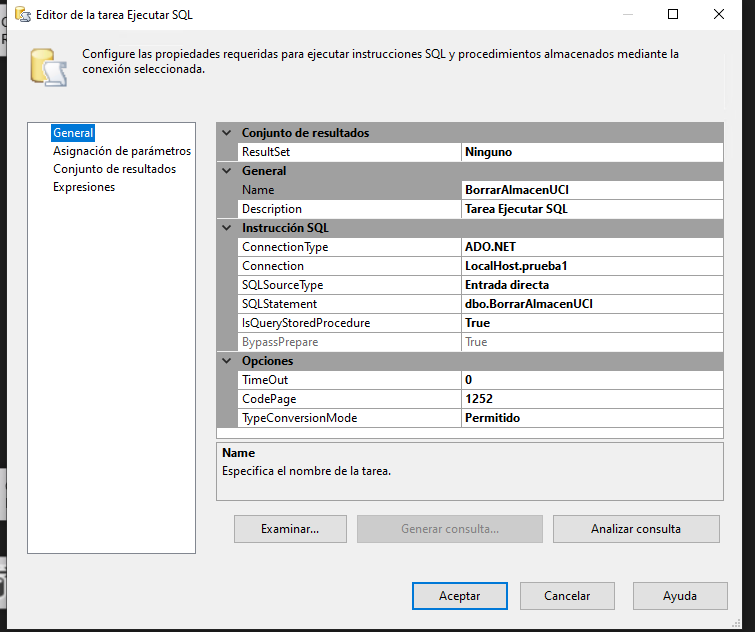 Editor de la tarea Ejecutar SQL
Configure las propiedades requeridas para ejecutar instrucciones SQL y procedimientos almacenados mediante la
conexión seleccionada.
General
Asignación de parámetros
Conjunto de resultados
Expresiones
Conjunto de resultados
ResultSet Ninguno
General
Name BorrarAlmacenUCI
Description Tarea Ejecutar SQL
Instrucción SQL
ConnectionType ADO.NET
Connection LocalHost.prueba1
SQLSourceType Entrada directa
SQLStatement dbo.BorrarAlmacenUCI
IsQueryStoredProcedure True
BypassPrepare True
Opciones
TimeOut 0
CodePage 1252
TypeConversionMode Permitido
Name
Especifica el nombre de la tarea.
Examinar... Generar consulta... Analizar consulta
Aceptar Cancelar Ayuda